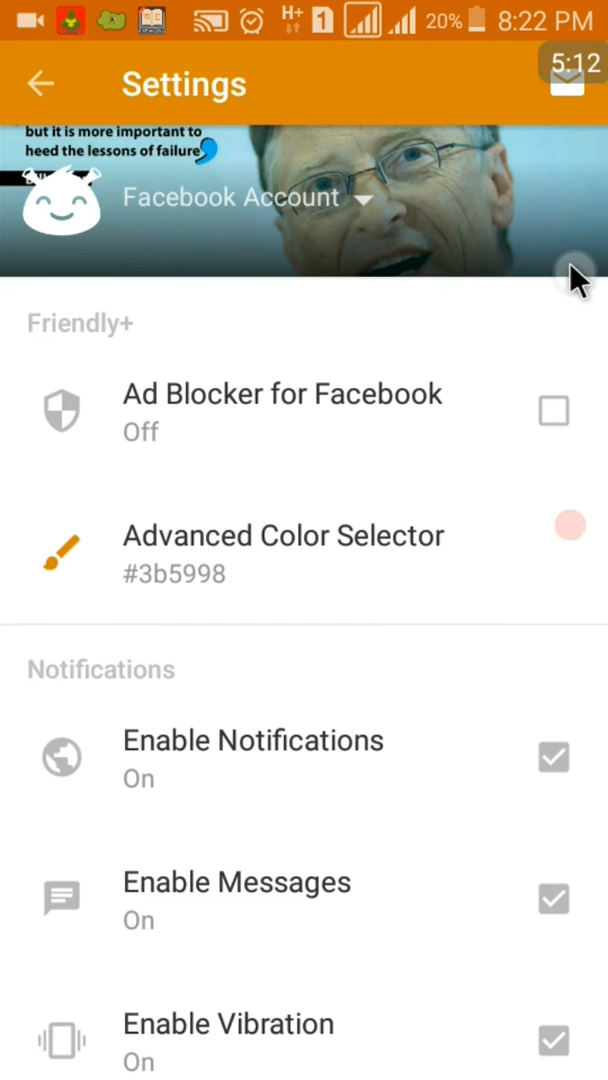 H+ 1 20% 8:22 PM
Settings
5:12
but it is more important to
heed the lessons of failure
Facebook Account
Friendly+
Ad Blocker for Facebook
Off
Advanced Color Selector
#3b5998
Notifications
Enable Notifications
On
Enable Messages
On
Enable Vibration
On